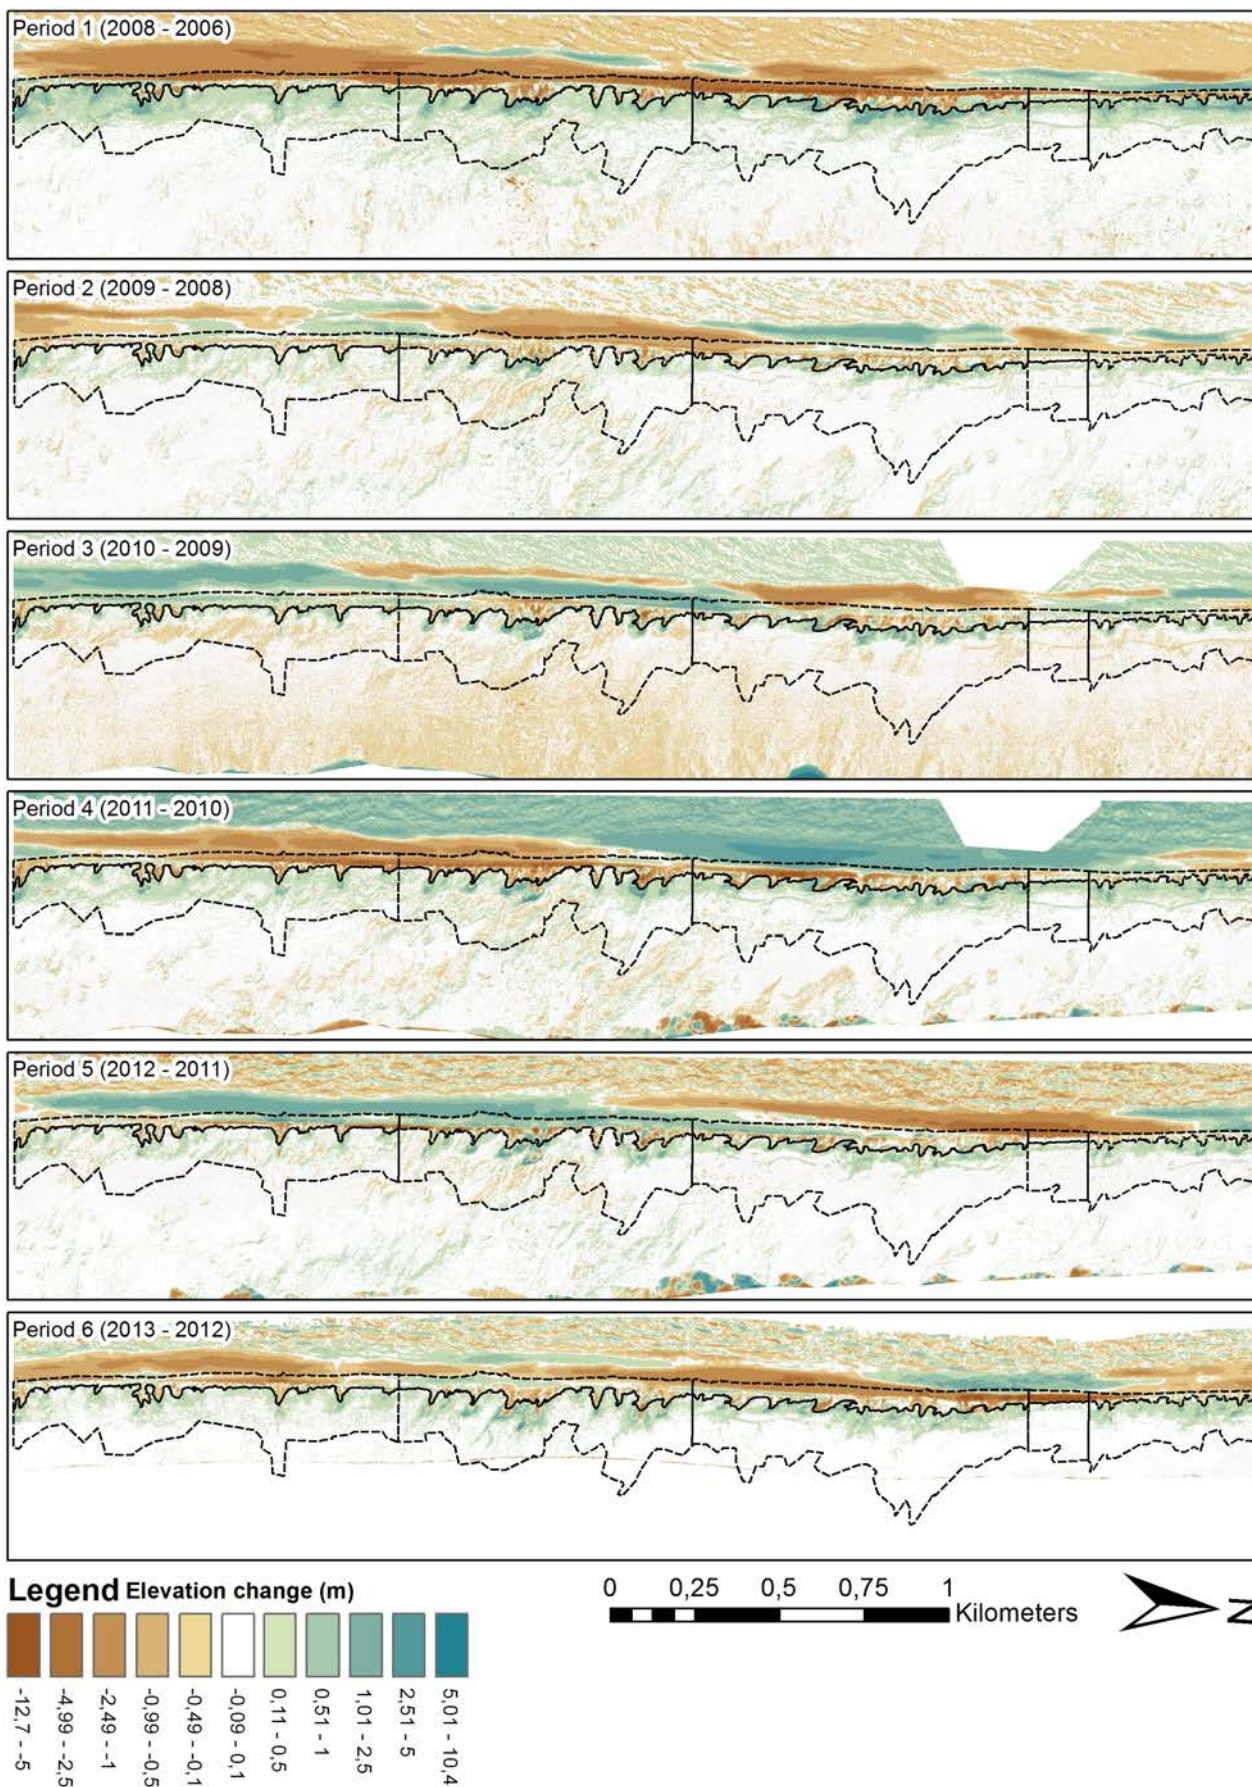 Period 1 (2008 - 2006)
Period 2 (2009 - 2008)
Period 3 (2010 - 2009)
Period 4 (2011 - 2010)
Period 5 (2012 - 2011)
Period 6 (2013 - 2012)
Legend Elevation change (m)
0 0,25 0,5 0,75 1
Kilometers
N
-12,7 - -5
-4,99 - -2,5
-2,49 - -1
-0,99 - -0,5
-0,49 - -0,1
-0,09 - 0,1
0,11 - 0,5
0,51 - 1
1,01 - 2,5
2,51 - 5
5,01 - 10,4